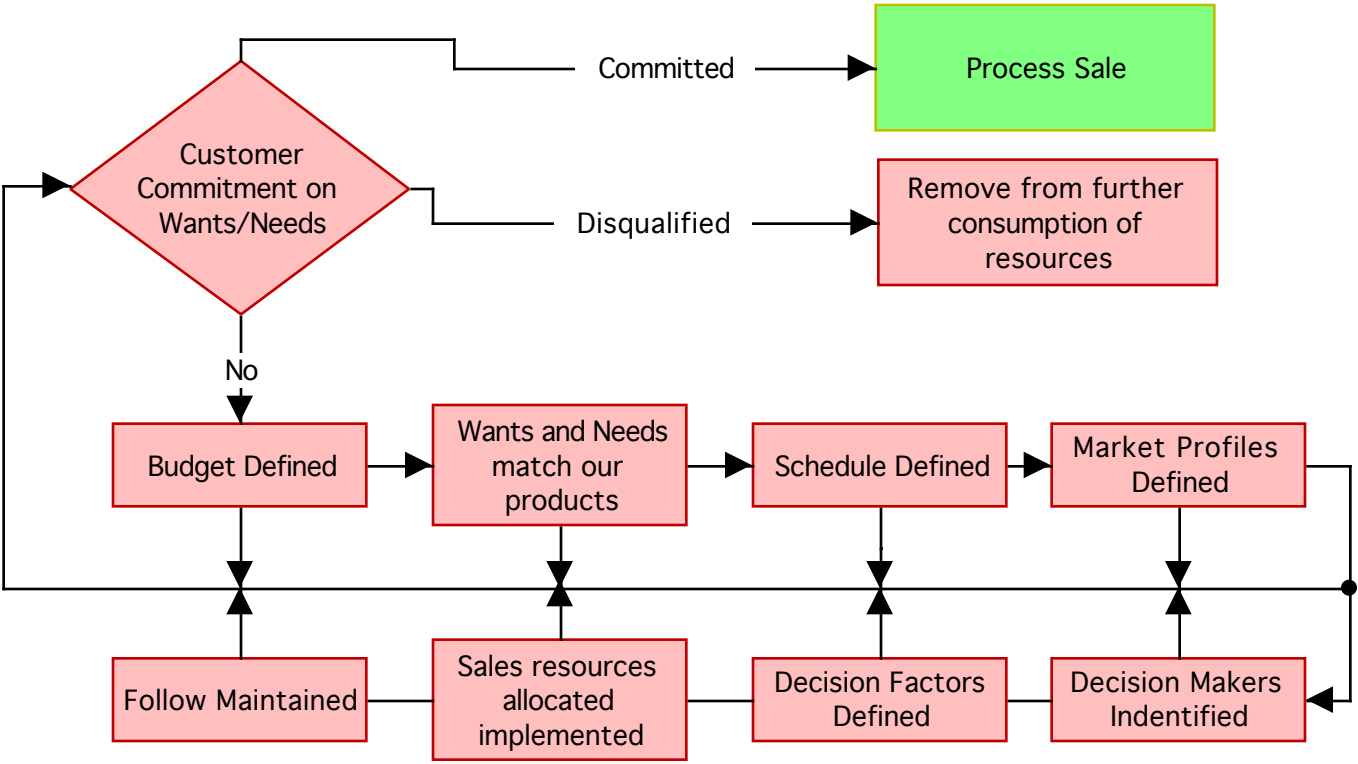 Committed
Process Sale
Customer
Commitment on
Wants/Needs
Disqualified
Remove from further
consumption of
resources
No
Budget Defined
Wants and Needs
match our
products
Schedule Defined
Market Profiles
Defined
Follow Maintained
Sales resources
allocated
implemented
Decision Factors
Defined
Decision Makers
Indentified